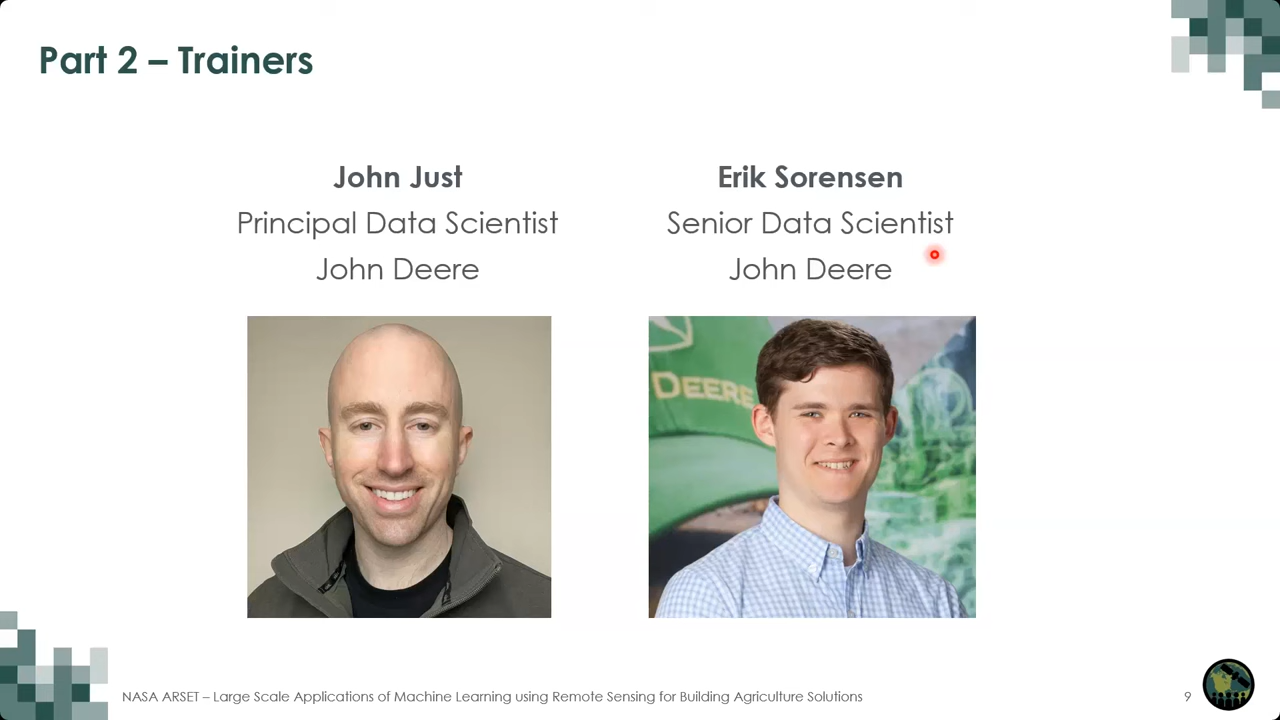 Part 2 – Trainers
John Just
Principal Data Scientist
John Deere
Erik Sorensen
Senior Data Scientist
John Deere
DEERE
NASA ARSET – Large Scale Applications of Machine Learning using Remote Sensing for Building Agriculture Solutions
9